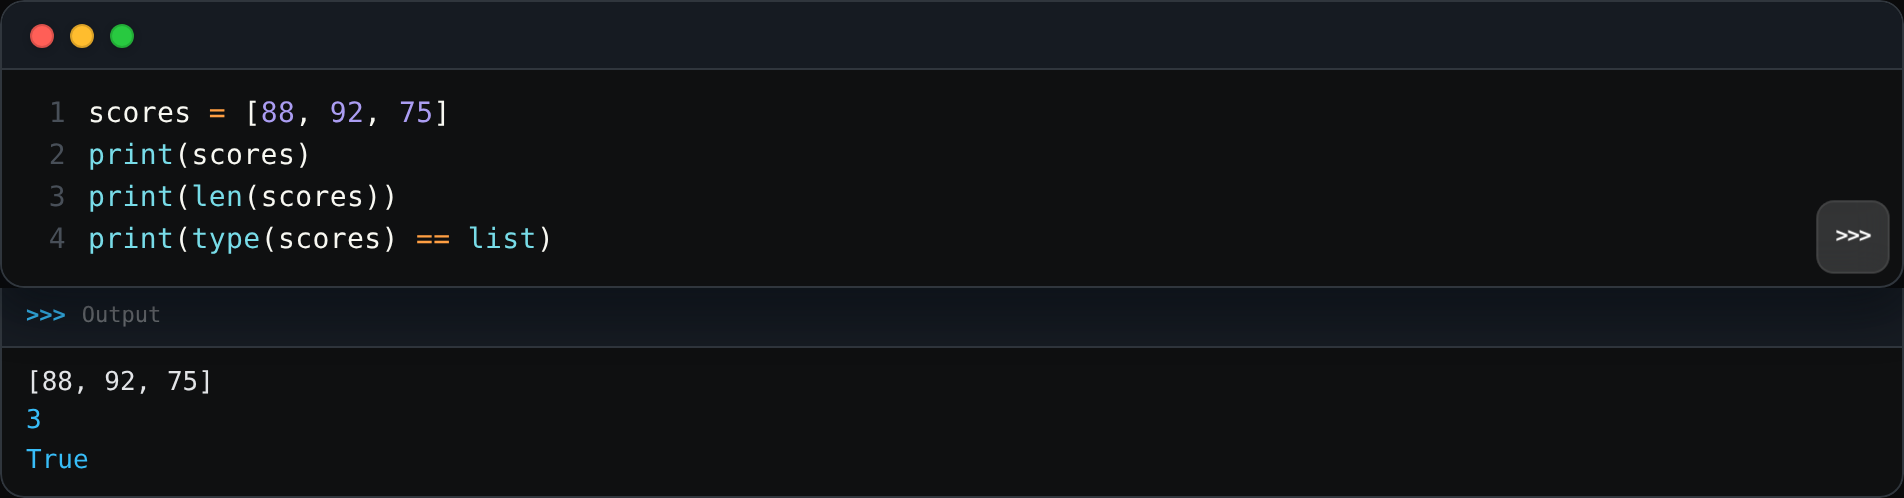 1 scores = [88, 92, 75]
2 print(scores)
3 print(len(scores))
4 print(type(scores) == list)
>>>
>>> Output
[88, 92, 75]
3
True